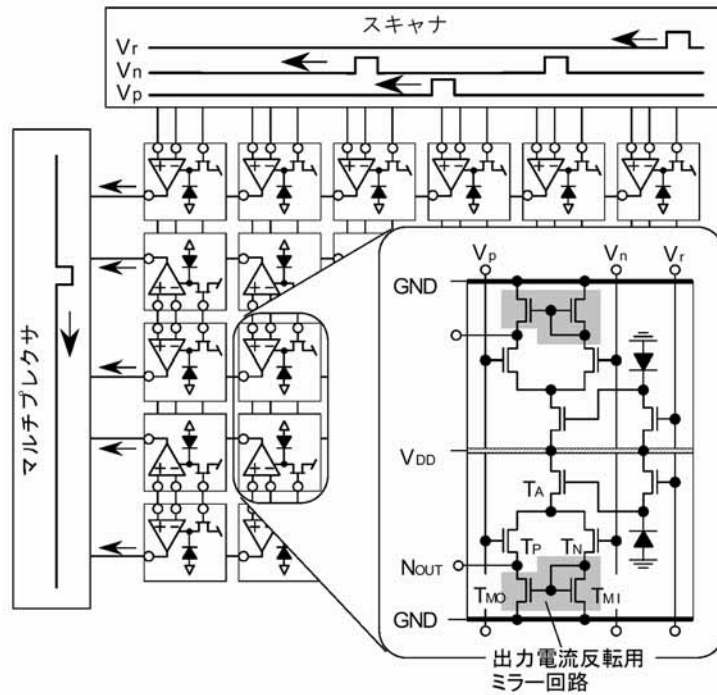 スキャナ
Vr
Vn
Vp
マルチプレクサ
Vp Vn Vr
GND
VDD
TA
TP TN
NOUT
TMO TMI
GND
出力電流反転用
ミラー回路